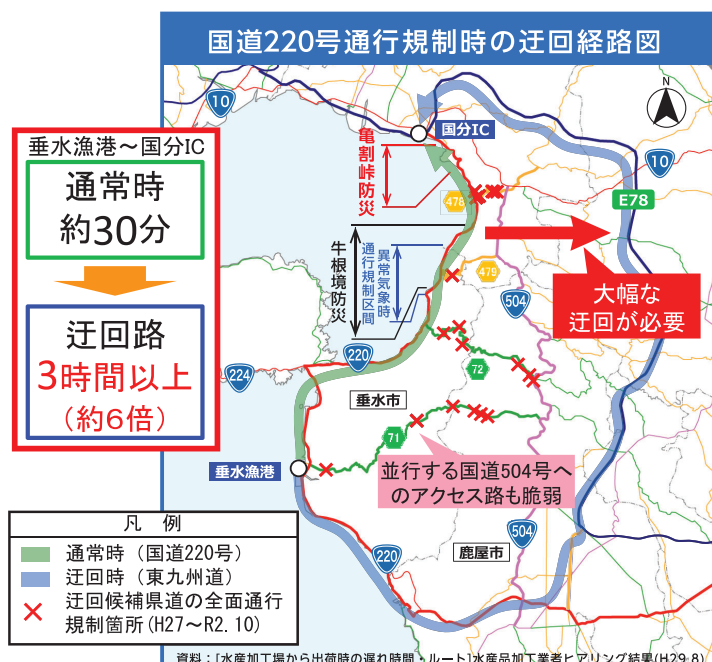 国道220号通行規制時の迂回経路図
垂水漁港～国分IC
通常時
約30分
迂回路
3時間以上
（約6倍）
10
国分IC
10
E78
亀割峠防災
478
牛根境防災
異常気象時
通行規制区間
479
504
大幅な
迂回が必要
220
224
72
垂水市
71
垂水漁港
並行する国道504号へ
のアクセス路も脆弱
504
220
鹿屋市
凡 例
通常時（国道220号）
迂回時（東九州道）
迂回候補県道の全面通行
規制箇所(H27～R2.10)
資料：[水産加工場から出荷時の遅れ時間・ルート]水産品加工業者ヒアリング結果(H29.8)